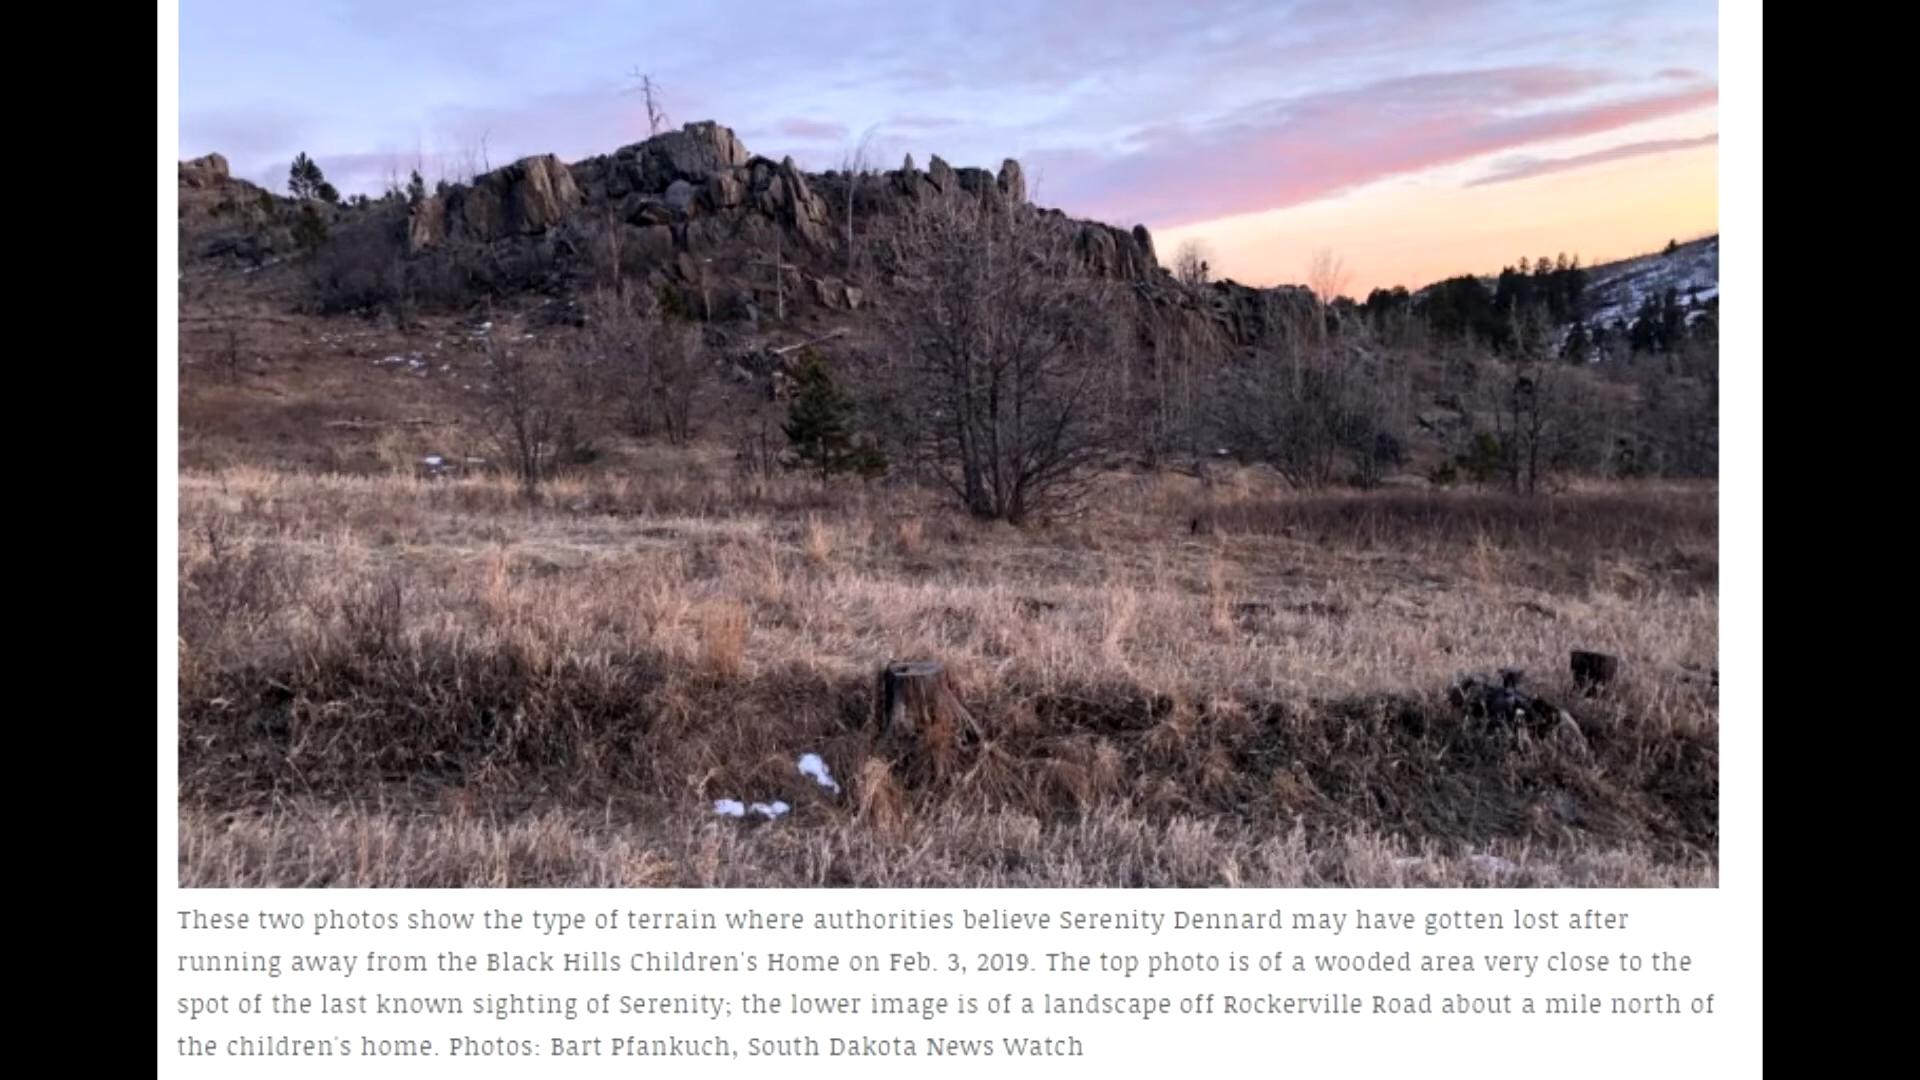 These two photos show the type of terrain where authorities believe Serenity Dennard may have gotten lost after
running away from the Black Hills Children's Home on Feb. 3, 2019. The top photo is of a wooded area very close to the
spot of the last known sighting of Serenity; the lower image is of a landscape off Rockerville Road about a mile north of
the children's home. Photos: Bart Pfankuch, South Dakota News Watch